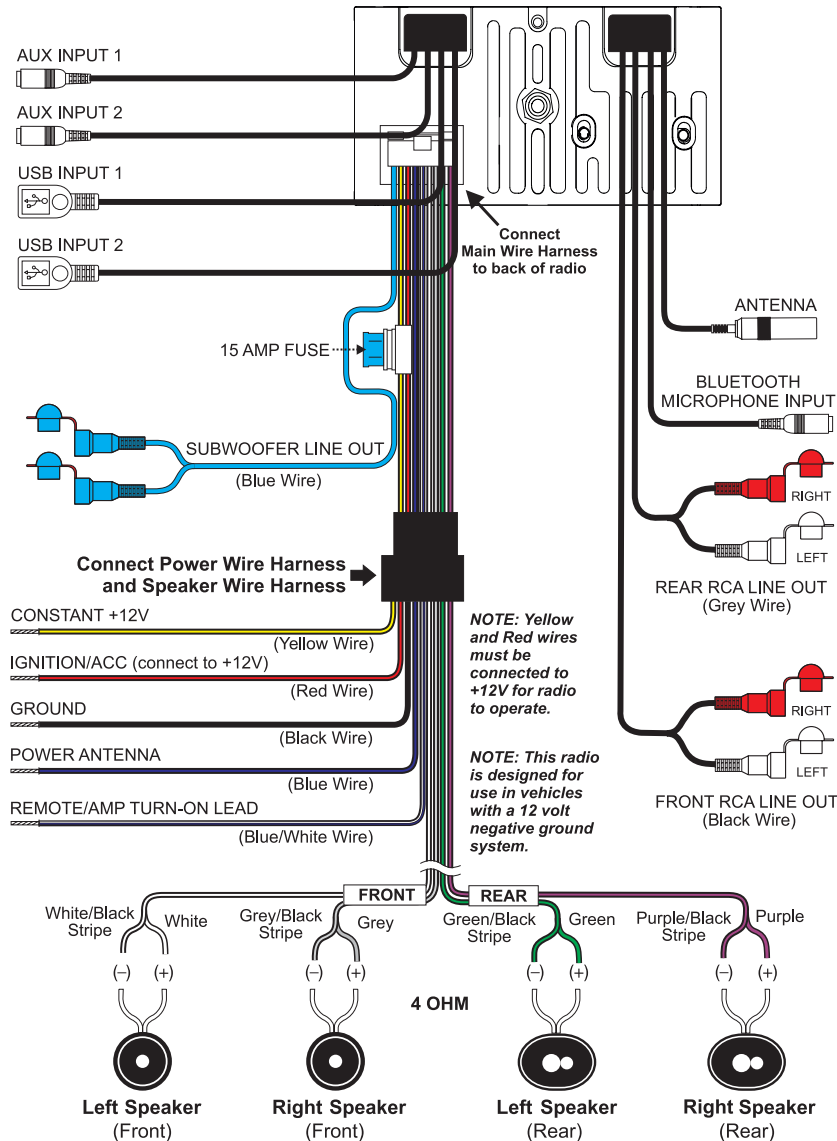 AUX INPUT 1
AUX INPUT 2
USB INPUT 1
USB INPUT 2
Connect
Main Wire Harness
to back of radio
15 AMP FUSE
ANTENNA
BLUETOOTH
MICROPHONE INPUT
SUBWOOFER LINE OUT
(Blue Wire)
RIGHT
LEFT
REAR RCA LINE OUT
(Grey Wire)
Connect Power Wire Harness
and Speaker Wire Harness
CONSTANT +12V
(Yellow Wire)
IGNITION/ACC (connect to +12V)
(Red Wire)
GROUND
(Black Wire)
POWER ANTENNA
(Blue Wire)
REMOTE/AMP TURN-ON LEAD
(Blue/White Wire)
NOTE: Yellow
and Red wires
must be
connected to
+12V for radio
to operate.
NOTE: This radio
is designed for
use in vehicles
with a 12 volt
negative ground
system.
RIGHT
LEFT
FRONT RCA LINE OUT
(Black Wire)
FRONT
REAR
White/Black
Stripe
White
Grey/Black
Stripe
Grey
Green/Black
Stripe
Green
Purple/Black
Stripe
Purple
(−) (+)
(−) (+)
(−) (+)
(−) (+)
4 OHM
Left Speaker
(Front)
Right Speaker
(Front)
Left Speaker
(Rear)
Right Speaker
(Rear)